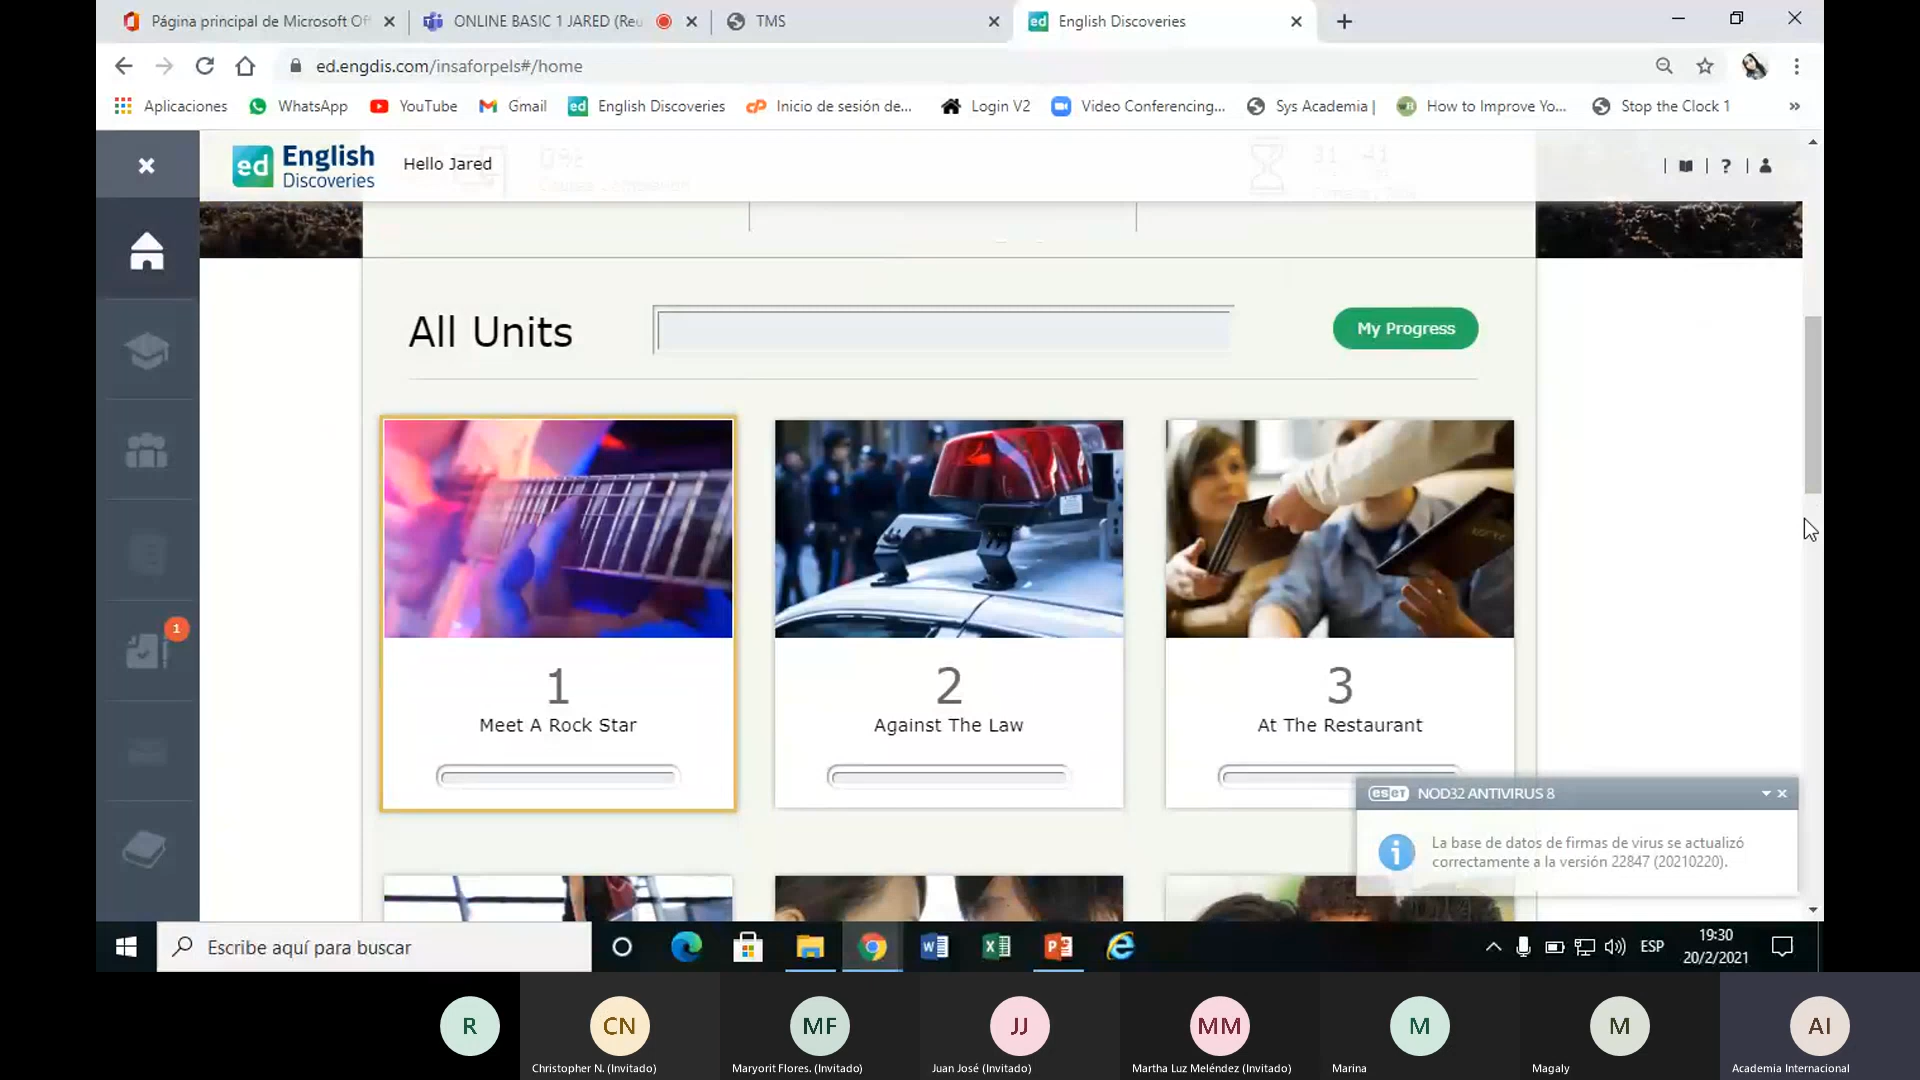 Página principal de Microsoft Of
ONLINE BASIC 1 JARED (Reu
TMS
English Discoveries
ed.engdis.com/insaforpels#/home
Aplicaciones
WhatsApp
YouTube
Gmail
English Discoveries
Inicio de sesión de...
Login V2
Video Conferencing...
Sys Academia |
How to Improve Yo...
Stop the Clock 1
»
ed English Discoveries
Hello Jared
?
All Units
My Progress
1
Meet A Rock Star
2
Against The Law
3
At The Restaurant
1
eset NOD32 ANTIVIRUS 8
La base de datos de firmas de virus se actualizó
correctamente a la versión 22847 (20210220).
Escribe aquí para buscar
ESP
19:30
20/2/2021
R
CN
MF
JJ
MM
M
M
AI
Christopher N. (Invitado)
Maryorit Flores. (Invitado)
Juan José (Invitado)
Martha Luz Meléndez (Invitado)
Marina
Magaly
Academia Internacional